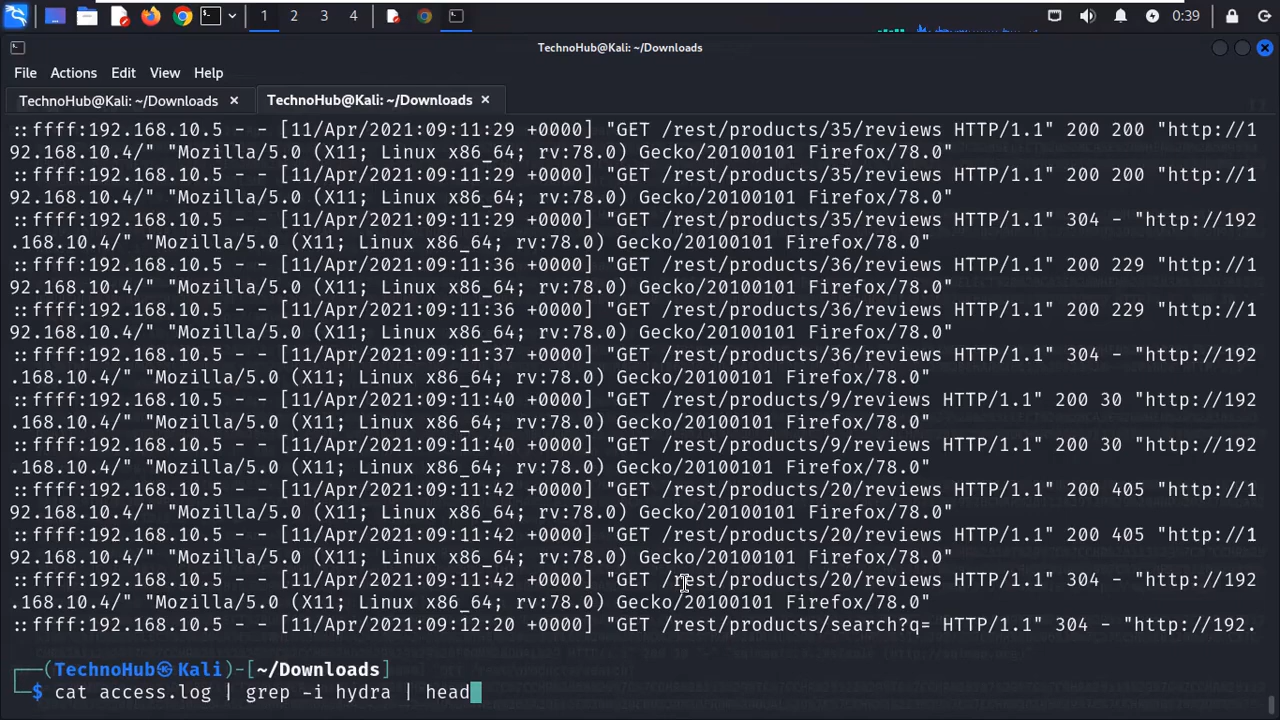 1 2 3 4 0:39
TechnoHub@Kali: ~/Downloads
File Actions Edit View Help
TechnoHub@Kali: ~/Downloads × TechnoHub@Kali: ~/Downloads ×
::ffff:192.168.10.5 - - [11/Apr/2021:09:11:29 +0000] "GET /rest/products/35/reviews HTTP/1.1" 200 200 "http://1
92.168.10.4/" "Mozilla/5.0 (X11; Linux x86_64; rv:78.0) Gecko/20100101 Firefox/78.0"
::ffff:192.168.10.5 - - [11/Apr/2021:09:11:29 +0000] "GET /rest/products/35/reviews HTTP/1.1" 200 200 "http://1
92.168.10.4/" "Mozilla/5.0 (X11; Linux x86_64; rv:78.0) Gecko/20100101 Firefox/78.0"
::ffff:192.168.10.5 - - [11/Apr/2021:09:11:29 +0000] "GET /rest/products/35/reviews HTTP/1.1" 304 - "http://192
.168.10.4/" "Mozilla/5.0 (X11; Linux x86_64; rv:78.0) Gecko/20100101 Firefox/78.0"
::ffff:192.168.10.5 - - [11/Apr/2021:09:11:36 +0000] "GET /rest/products/36/reviews HTTP/1.1" 200 229 "http://1
92.168.10.4/" "Mozilla/5.0 (X11; Linux x86_64; rv:78.0) Gecko/20100101 Firefox/78.0"
::ffff:192.168.10.5 - - [11/Apr/2021:09:11:36 +0000] "GET /rest/products/36/reviews HTTP/1.1" 200 229 "http://1
92.168.10.4/" "Mozilla/5.0 (X11; Linux x86_64; rv:78.0) Gecko/20100101 Firefox/78.0"
::ffff:192.168.10.5 - - [11/Apr/2021:09:11:37 +0000] "GET /rest/products/36/reviews HTTP/1.1" 304 - "http://192
.168.10.4/" "Mozilla/5.0 (X11; Linux x86_64; rv:78.0) Gecko/20100101 Firefox/78.0"
::ffff:192.168.10.5 - - [11/Apr/2021:09:11:40 +0000] "GET /rest/products/9/reviews HTTP/1.1" 200 30 "http://192
.168.10.4/" "Mozilla/5.0 (X11; Linux x86_64; rv:78.0) Gecko/20100101 Firefox/78.0"
::ffff:192.168.10.5 - - [11/Apr/2021:09:11:40 +0000] "GET /rest/products/9/reviews HTTP/1.1" 200 30 "http://192
.168.10.4/" "Mozilla/5.0 (X11; Linux x86_64; rv:78.0) Gecko/20100101 Firefox/78.0"
::ffff:192.168.10.5 - - [11/Apr/2021:09:11:42 +0000] "GET /rest/products/20/reviews HTTP/1.1" 200 405 "http://1
92.168.10.4/" "Mozilla/5.0 (X11; Linux x86_64; rv:78.0) Gecko/20100101 Firefox/78.0"
::ffff:192.168.10.5 - - [11/Apr/2021:09:11:42 +0000] "GET /rest/products/20/reviews HTTP/1.1" 200 405 "http://1
92.168.10.4/" "Mozilla/5.0 (X11; Linux x86_64; rv:78.0) Gecko/20100101 Firefox/78.0"
::ffff:192.168.10.5 - - [11/Apr/2021:09:11:42 +0000] "GET /rest/products/20/reviews HTTP/1.1" 304 - "http://192
.168.10.4/" "Mozilla/5.0 (X11; Linux x86_64; rv:78.0) Gecko/20100101 Firefox/78.0"
::ffff:192.168.10.5 - - [11/Apr/2021:09:12:20 +0000] "GET /rest/products/search?q= HTTP/1.1" 304 - "http://192.
┌──(TechnoHub㉿Kali)-[~/Downloads]
└─$ cat access.log | grep -i hydra | head